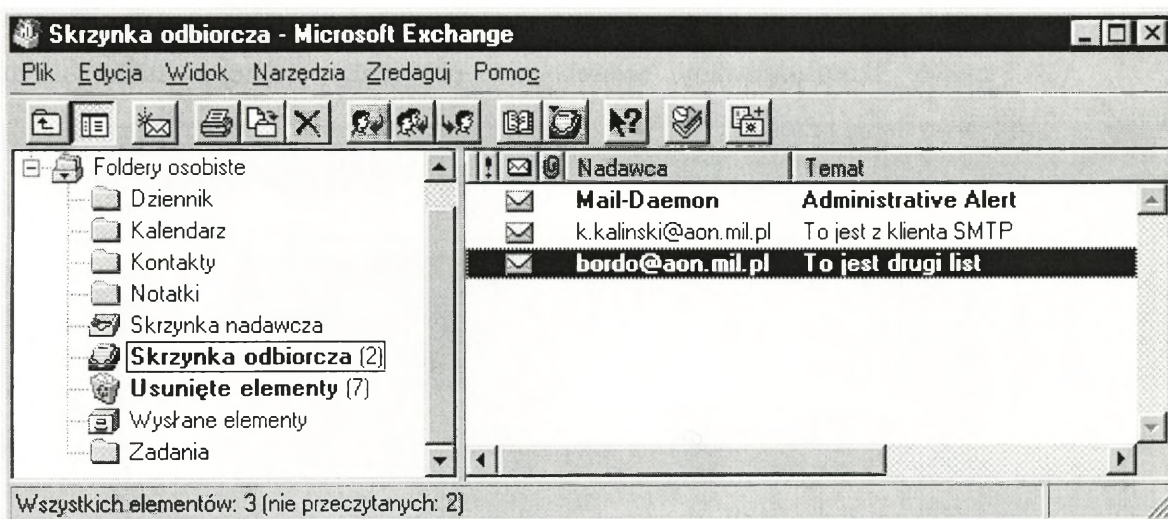 Skrzynka odbiorcza - Microsoft Exchange
Plik Edycja Widok Narzędzia Zredaguj Pomoc
Foldery osobiste
Dziennik
Kalendarz
Kontakty
Notatki
Skrzynka nadawcza
Skrzynka odbiorcza (2)
Usunięte elementy (7)
Wysłane elementy
Zadania
! Nadawca Temat
Mail-Daemon Administrative Alert
k.kalinski@aon.mil.pl To jest z klienta SMTP
bordo@aon.mil.pl To jest drugi list
Wszystkich elementów: 3 (nie przeczytanych: 2)